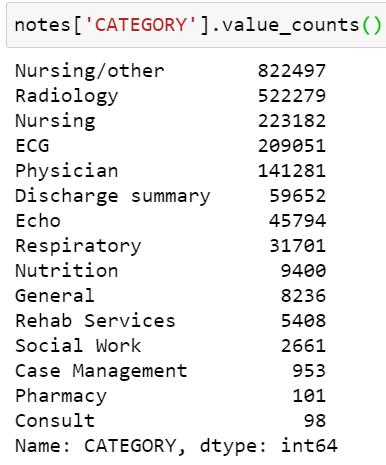 notes['CATEGORY'].value_counts()
Nursing/other 822497
Radiology 522279
Nursing 223182
ECG 209051
Physician 141281
Discharge summary 59652
Echo 45794
Respiratory 31701
Nutrition 9400
General 8236
Rehab Services 5408
Social Work 2661
Case Management 953
Pharmacy 101
Consult 98
Name: CATEGORY, dtype: int64